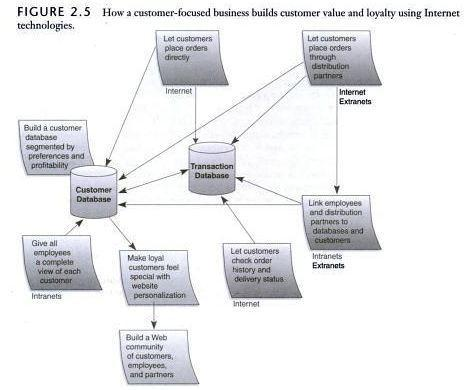 FIGURE 2.5 How a customer-focused business builds customer value and loyalty using Internet
technologies.
Let customers
place orders
directly
Internet
Let customers
place orders
through
distribution
partners
Internet
Extranets
Build a customer
database
segmented by
preferences and
profitability
Transaction
Database
Customer
Database
Link employees
and distribution
partners to
databases and
customers
Intranets
Extranets
Give all
employees
a complete
view of each
customer
Intranets
Make loyal
customers feel
special with
website
personalization
Let customers
check order
history and
delivery status
Internet
Build a Web
community
of customers,
employees,
and partners